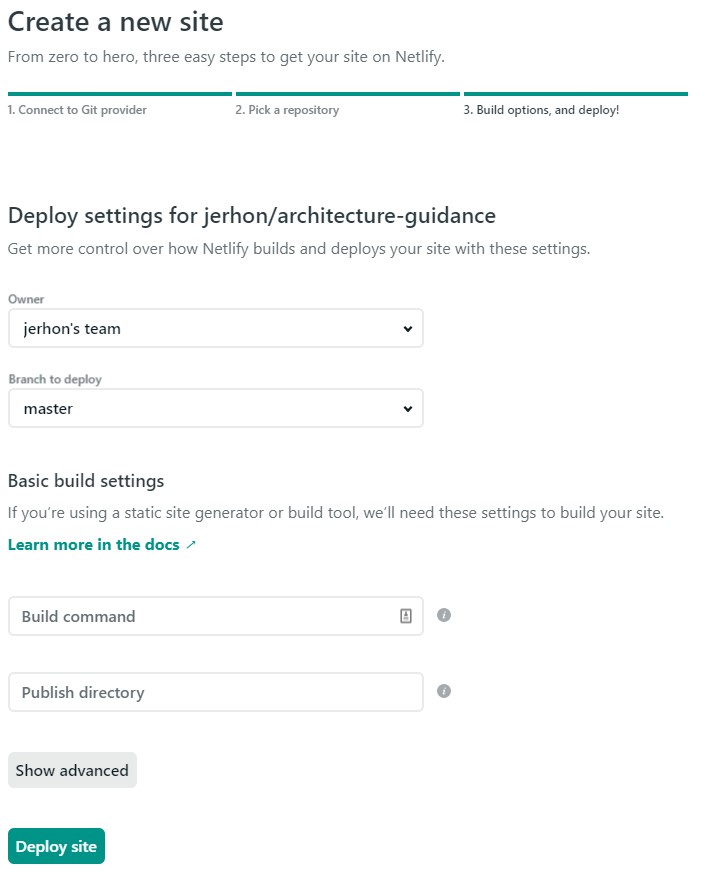 Create a new site
From zero to hero, three easy steps to get your site on Netlify.
1. Connect to Git provider
2. Pick a repository
3. Build options, and deploy!
Deploy settings for jerhon/architecture-guidance
Get more control over how Netlify builds and deploys your site with these settings.
Owner
jerhon's team
Branch to deploy
master
Basic build settings
If you’re using a static site generator or build tool, we’ll need these settings to build your site.
Learn more in the docs ↗
Build command
Publish directory
Show advanced
Deploy site